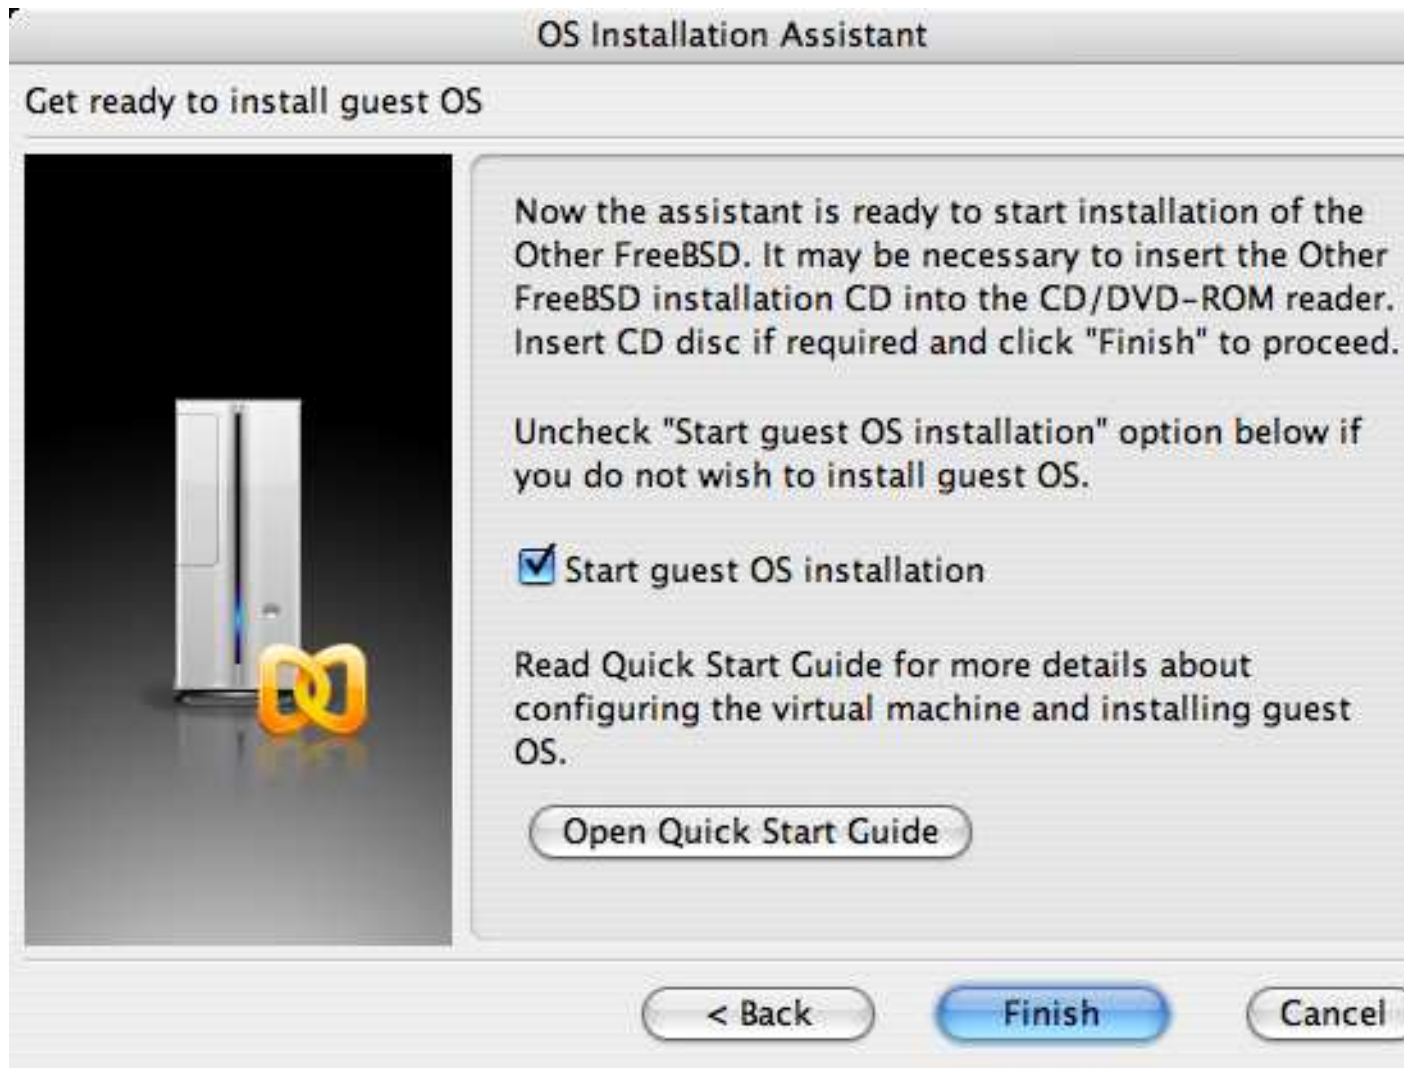 OS Installation Assistant
Get ready to install guest OS
Now the assistant is ready to start installation of the
Other FreeBSD. It may be necessary to insert the Other
FreeBSD installation CD into the CD/DVD-ROM reader.
Insert CD disc if required and click "Finish" to proceed.
Uncheck "Start guest OS installation" option below if
you do not wish to install guest OS.
Start guest OS installation
Read Quick Start Guide for more details about
configuring the virtual machine and installing guest
OS.
Open Quick Start Guide
< Back
Finish
Cancel